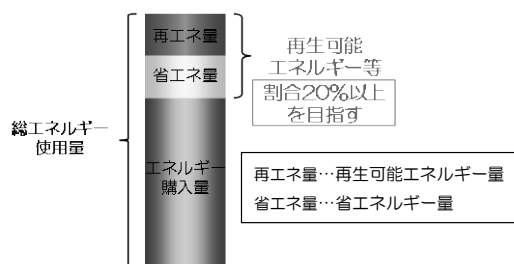 再エネ量
省エネ量
再生可能
エネルギー等
割合20%以上
を目指す
総エネルギー
使用量
エネルギー
購入量
再エネ量…再生可能エネルギー量
省エネ量…省エネルギー量